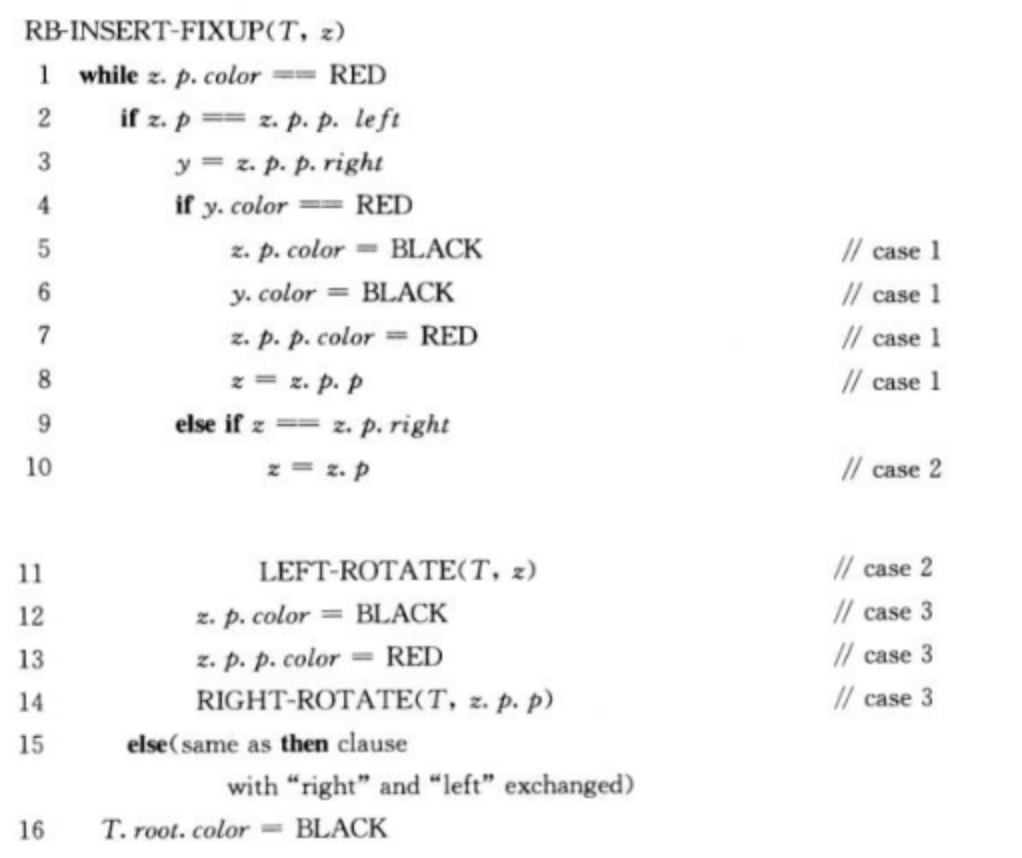 RB-INSERT-FIXUP(T, z)
1 while z. p. color == RED
2 if z. p == z. p. p. left
3 y = z. p. p. right
4 if y. color == RED
5 z. p. color = BLACK // case 1
6 y. color = BLACK // case 1
7 z. p. p. color = RED // case 1
8 z = z. p. p // case 1
9 else if z == z. p. right
10 z = z. p // case 2
11 LEFT-ROTATE(T, z) // case 2
12 z. p. color = BLACK // case 3
13 z. p. p. color = RED // case 3
14 RIGHT-ROTATE(T, z. p. p) // case 3
15 else(same as then clause
with “right” and “left” exchanged)
16 T. root. color = BLACK